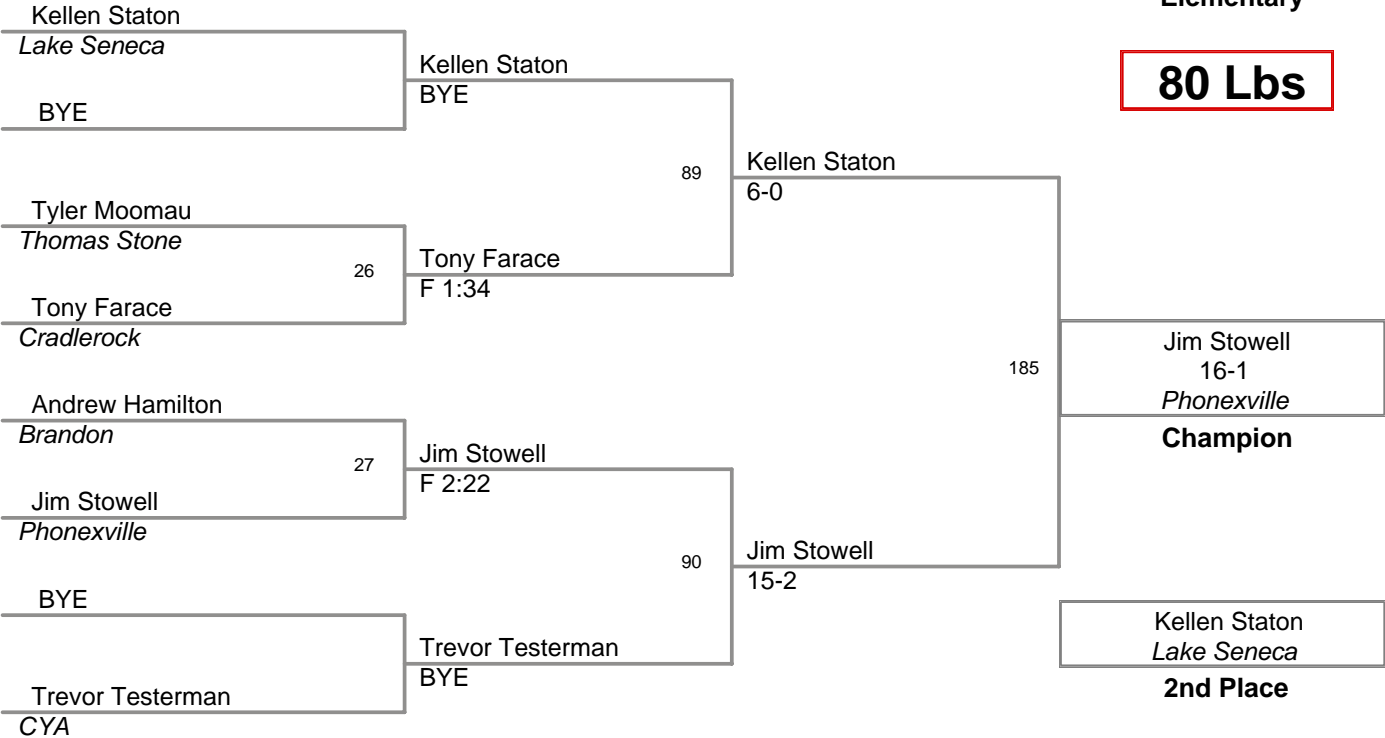 Elementary
80 Lbs
Kellen Staton
Lake Seneca
BYE
Tyler Moomau
Thomas Stone
26
Tony Farace
Cradlerock
Andrew Hamilton
Brandon
27
Jim Stowell
Phonexville
BYE
Trevor Testerman
CYA
Kellen Staton
BYE
89
Tony Farace
F 1:34
Jim Stowell
F 2:22
90
Trevor Testerman
BYE
Kellen Staton
6-0
185
Jim Stowell
15-2
Jim Stowell
16-1
Phonexville
Champion
Kellen Staton
Lake Seneca
2nd Place